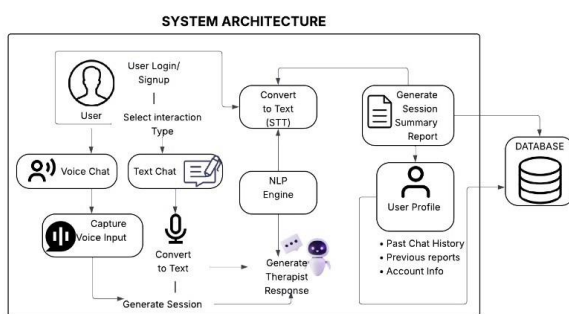 SYSTEM ARCHITECTURE
User Login/
Signup
User
Select interaction
Type
Voice Chat
Text Chat
Capture
Voice Input
Convert
to Text
Generate Session
Convert
to Text
(STT)
NLP
Engine
Generate
Therapist
Response
Generate
Session
Summary
Report
User Profile
• Past Chat History
• Previous reports
• Account Info
DATABASE